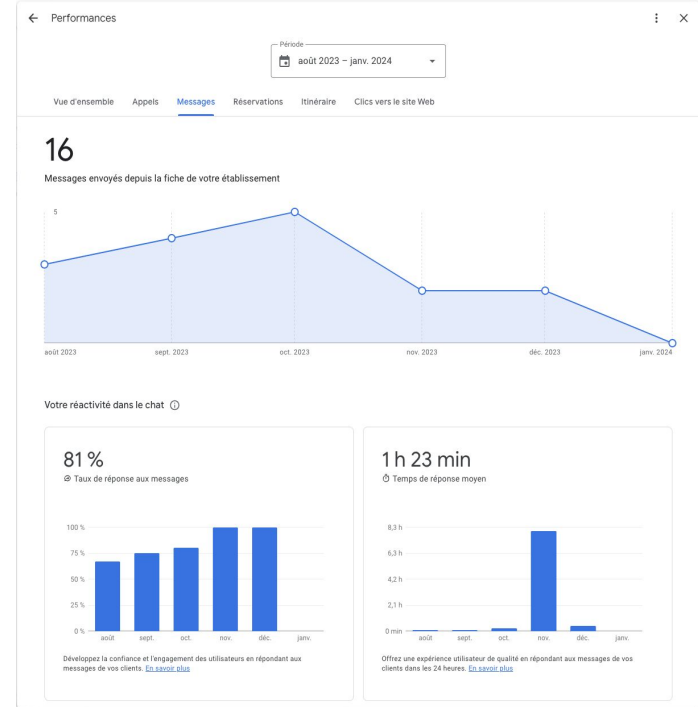 Performances
Période
août 2023 – janv. 2024
Vue d'ensemble Appels Messages Réservations Itinéraire Clics vers le site Web
16
Messages envoyés depuis la fiche de votre établissement
5
août 2023 sept. 2023 oct. 2023 nov. 2023 déc. 2023 janv. 2024
Votre réactivité dans le chat
81 %
Taux de réponse aux messages
100 %
75 %
50 %
25 %
0 %
août sept. oct. nov. déc. janv.
Développez la confiance et l'engagement des utilisateurs en répondant aux
messages de vos clients. En savoir plus
1 h 23 min
Temps de réponse moyen
8,3 h
6,3 h
4,2 h
2,1 h
0 min
août sept. oct. nov. déc. janv.
Offrez une expérience utilisateur de qualité en répondant aux messages de vos
clients dans les 24 heures. En savoir plus